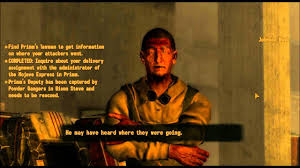 • Find Primm's lawman to get information
on where your attackers went.
• COMPLETED: Inquire about your delivery
assignment with the administrator of
the Mojave Express in Primm.
• Primm's Deputy has been captured by
Powder Gangers in Bison Steve and
needs to be rescued.
He may have heard where they were going.